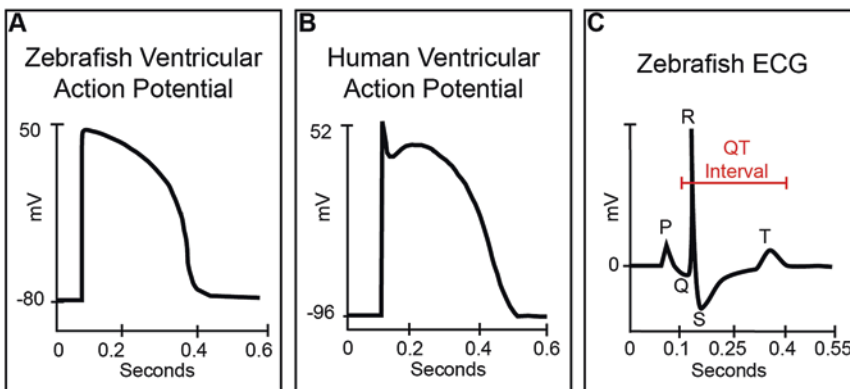 A
Zebrafish Ventricular
Action Potential
50
mV
-80
0
0.2
0.4
0.6
Seconds
B
Human Ventricular
Action Potential
52
mV
-96
0
0.2
0.4
0.6
Seconds
C
Zebrafish ECG
R
QT
Interval
mV
P
T
0
Q
S
0
0.1
0.25
0.45
0.55
Seconds